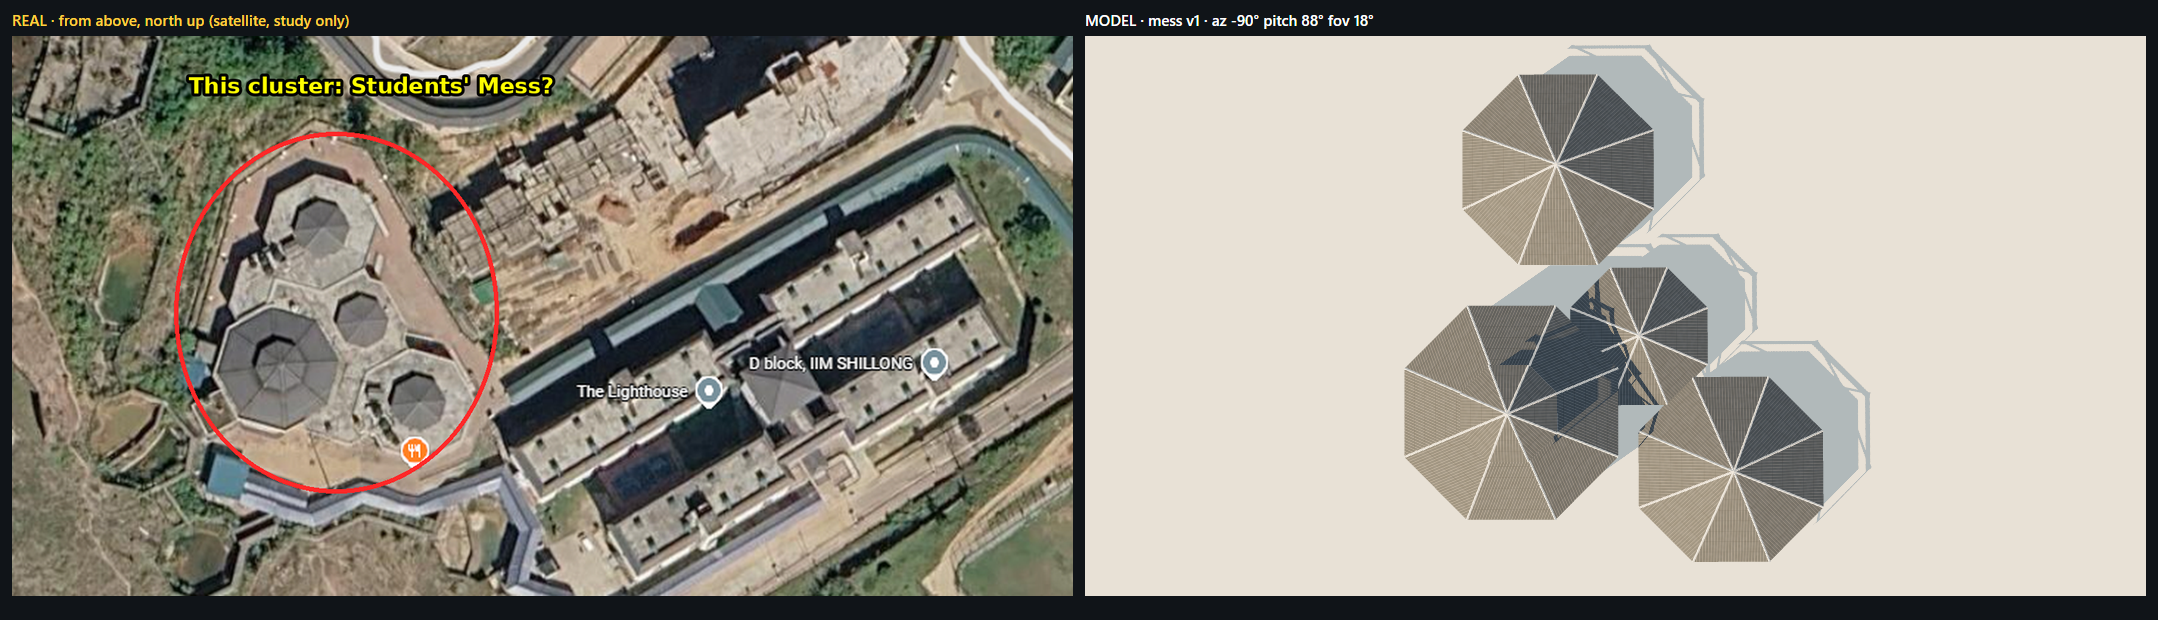 REAL · from above, north up (satellite, study only)
MODEL · mess v1 · az -90° pitch 88° fov 18°
This cluster: Students' Mess?
D block, IIM SHILLONG
The Lighthouse